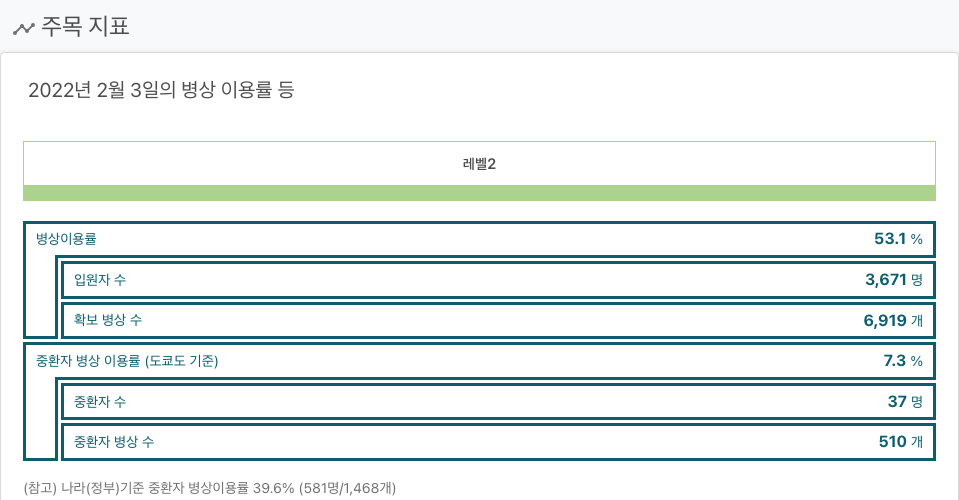 주목 지표
2022년 2월 3일의 병상 이용률 등
레벨2
병상이용률 53.1 %
입원자 수 3,671 명
확보 병상 수 6,919 개
중환자 병상 이용률 (도쿄도 기준) 7.3 %
중환자 수 37 명
중환자 병상 수 510 개
(참고) 나라(정부)기준 중환자 병상이용률 39.6% (581명/1,468개)